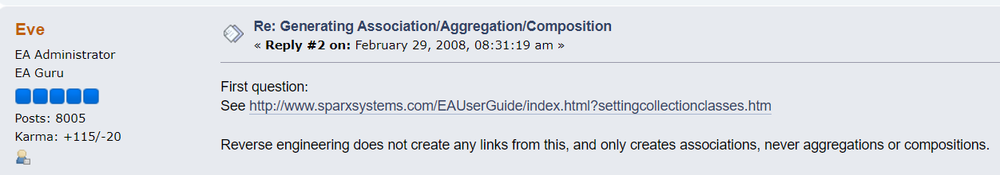 Eve
EA Administrator
EA Guru
Posts: 8005
Karma: +115/-20
Re: Generating Association/Aggregation/Composition
« Reply #2 on: February 29, 2008, 08:31:19 am »
First question:
See http://www.sparxsystems.com/EAUserGuide/index.html?settingcollectionclasses.htm
Reverse engineering does not create any links from this, and only creates associations, never aggregations or compositions.